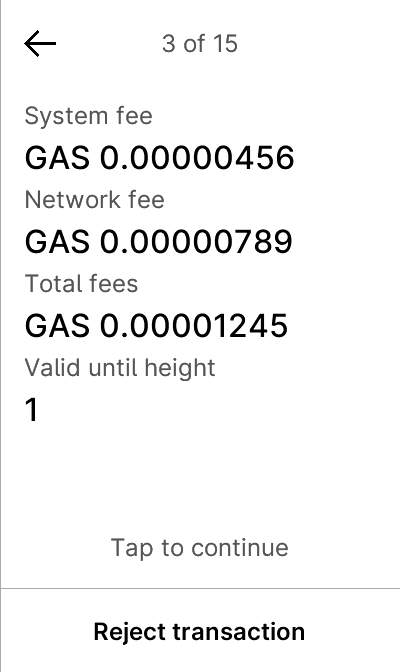 3 of 15
System fee
GAS 0.00000456
Network fee
GAS 0.00000789
Total fees
GAS 0.00001245
Valid until height
1
Tap to continue
Reject transaction